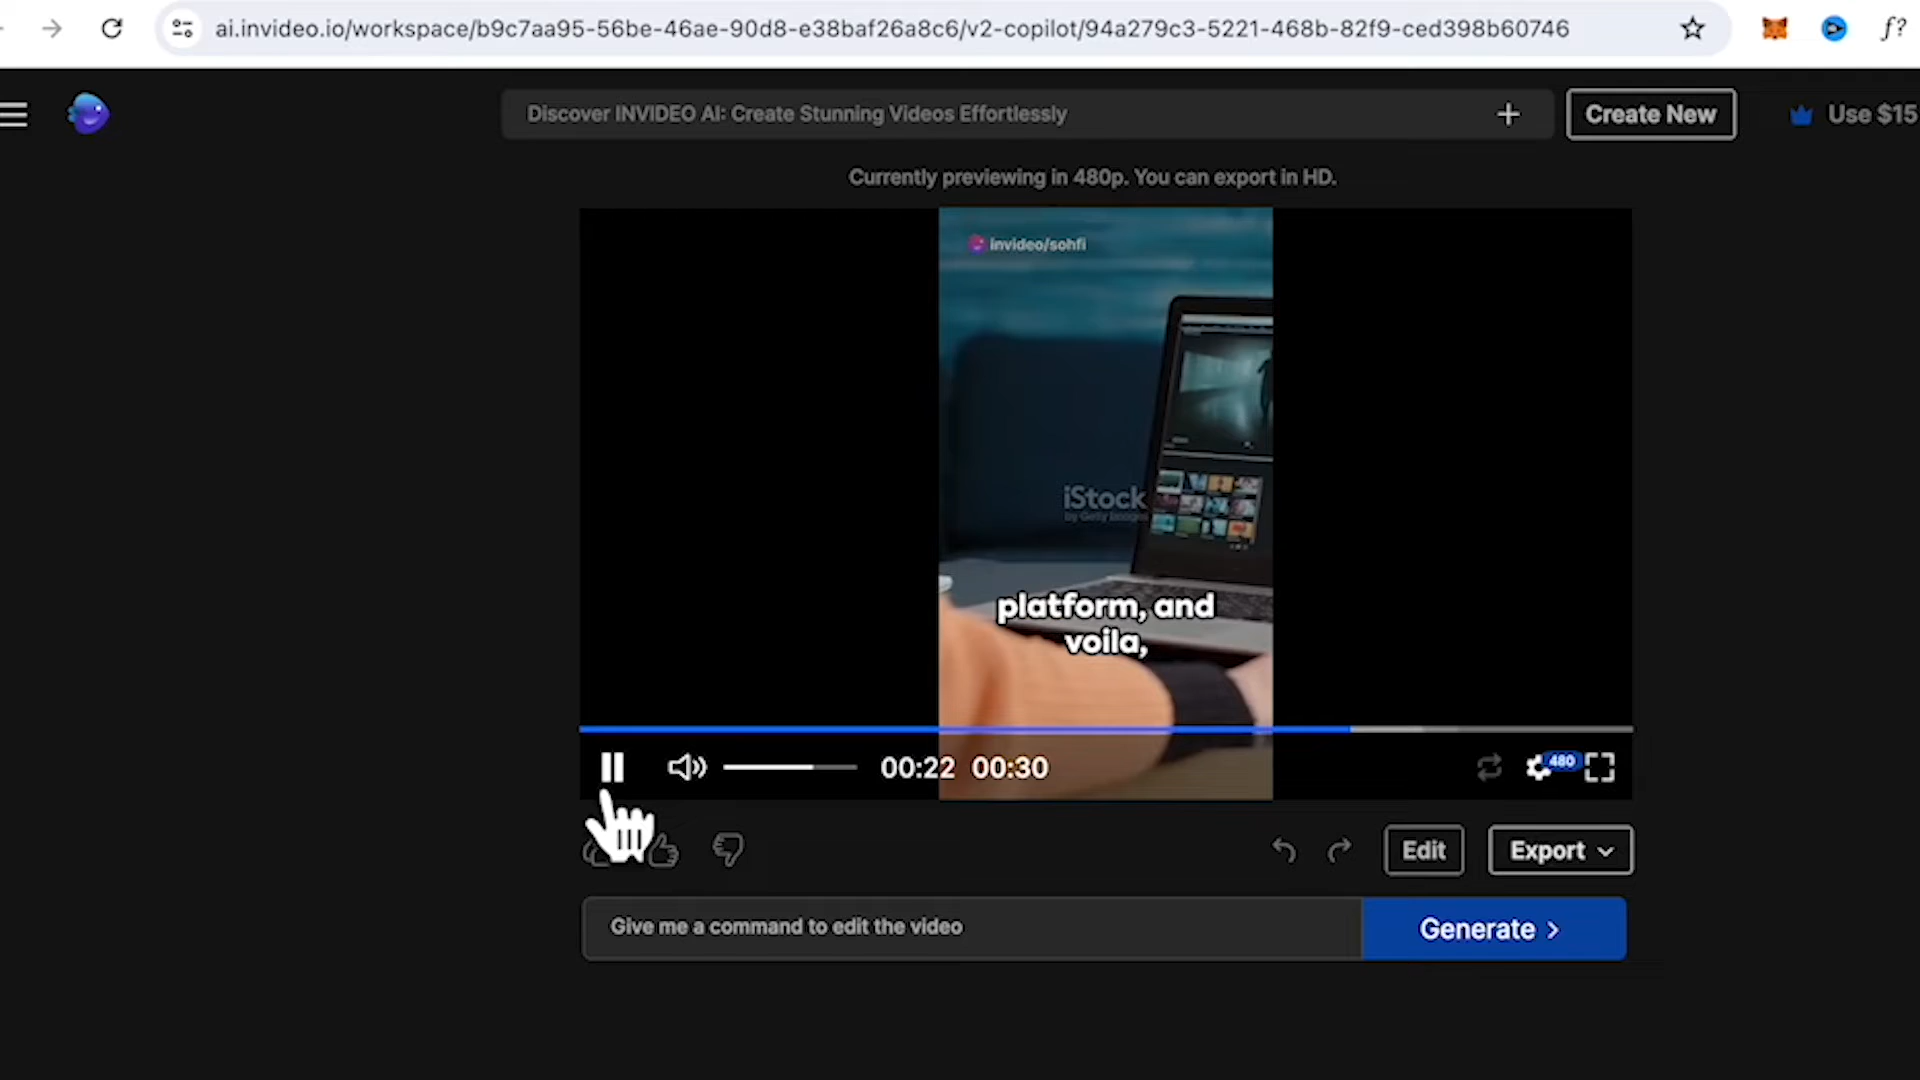 ai.invideo.io/workspace/b9c7aa95-56be-46ae-90d8-e38baf26a8c6/v2-copilot/94a279c3-5221-468b-82f9-ced398b60746
f?
Discover INVIDEO AI: Create Stunning Videos Effortlessly
+
Create New
Use $15
Currently previewing in 480p. You can export in HD.
invideo/sohfi
iStock
by Getty Images
platform, and
voila,
00:22 00:30
480
Edit
Export
Give me a command to edit the video
Generate >